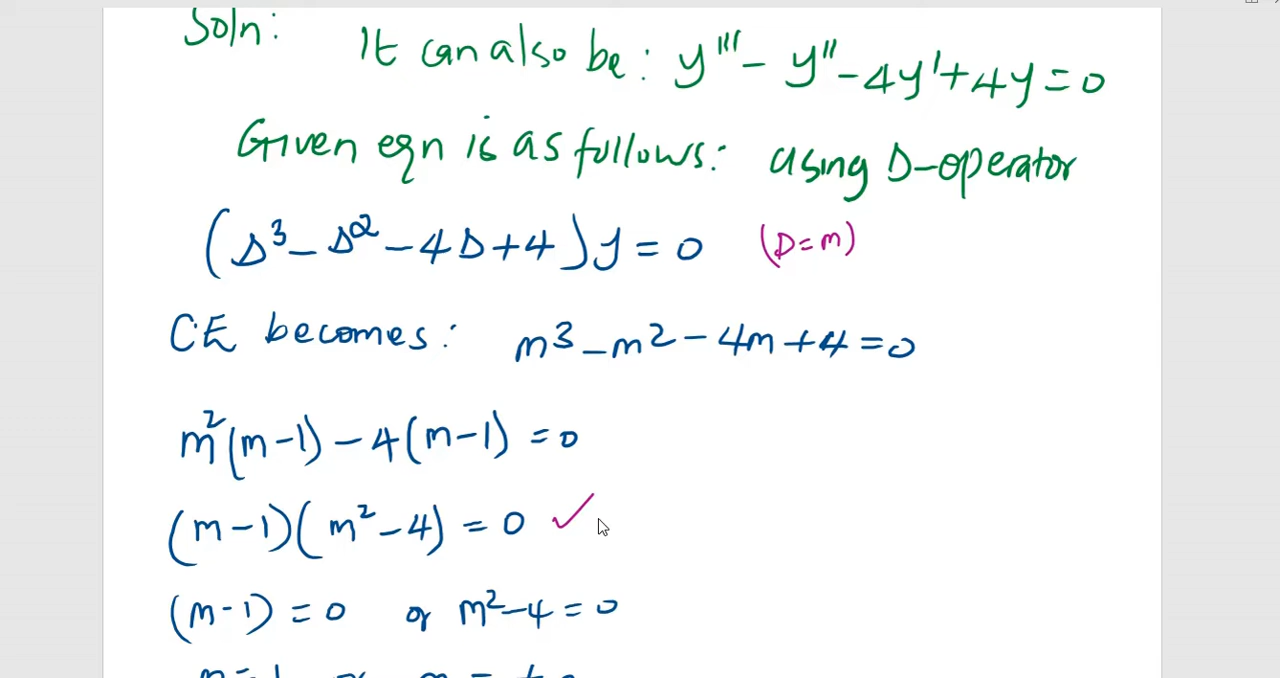 Soln:
It can also be: y''' - y'' - 4y' + 4y = 0
Given eqn is as follows: using D-operator
(D³ - D² - 4D + 4)y = 0 (D=m)
CE becomes: m³ - m² - 4m + 4 = 0
m²(m-1) - 4(m-1) = 0
(m-1)(m²-4) = 0 ✓
(m-1) = 0 or m²-4 = 0